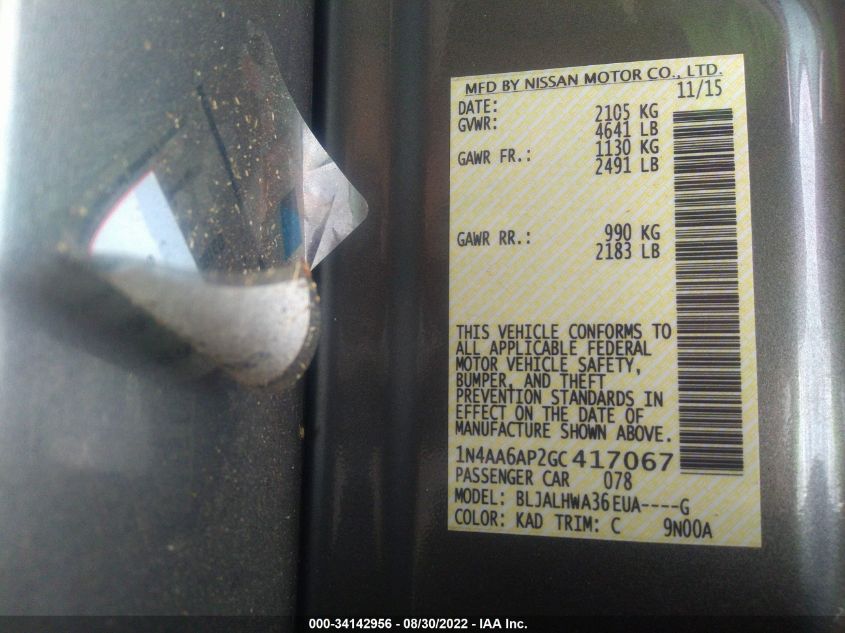 MFD BY NISSAN MOTOR CO., LTD.
DATE: 11/15
GVWR: 2105 KG
4641 LB
GAWR FR.: 1130 KG
2491 LB
GAWR RR.: 990 KG
2183 LB
THIS VEHICLE CONFORMS TO
ALL APPLICABLE FEDERAL
MOTOR VEHICLE SAFETY,
BUMPER, AND THEFT
PREVENTION STANDARDS IN
EFFECT ON THE DATE OF
MANUFACTURE SHOWN ABOVE.
1N4AA6AP2GC417067
PASSENGER CAR 078
MODEL: BLJALHWA36EUA----G
COLOR: KAD TRIM: C 9N00A
000-34142956 - 08/30/2022 - IAA Inc.